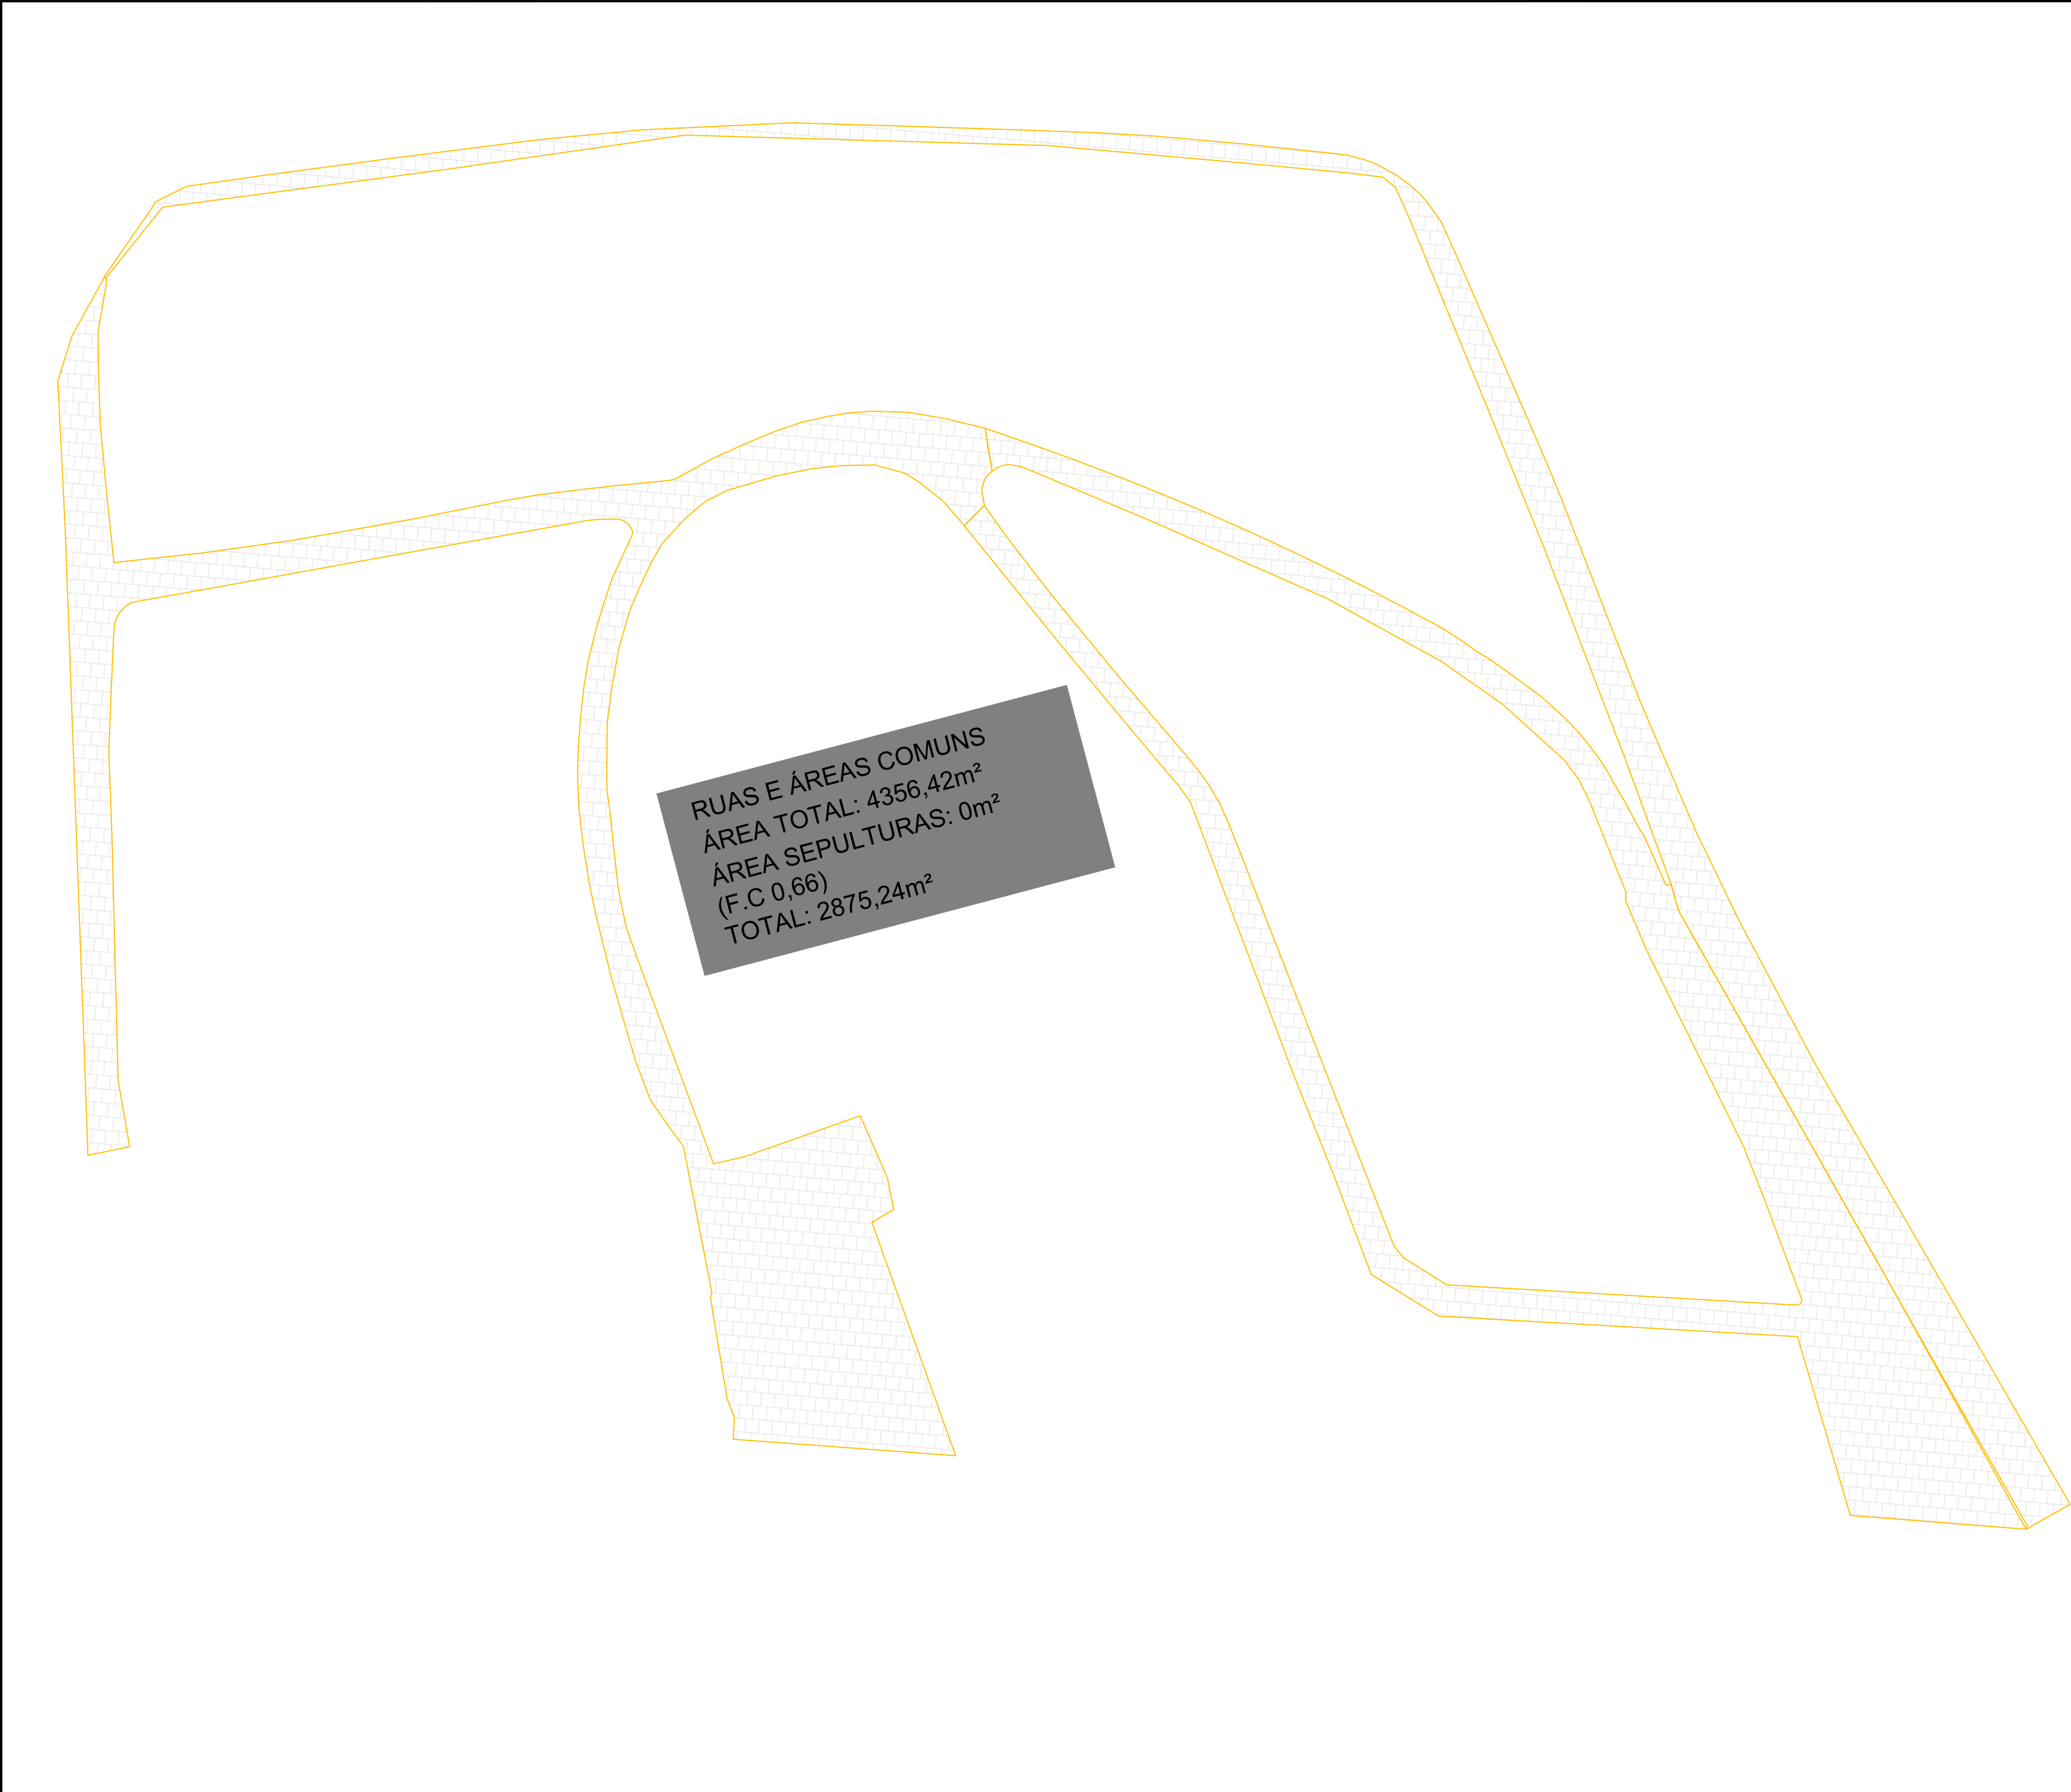 RUAS E ÁREAS COMUNS
ÁREA TOTAL: 4356,42m²
ÁREA SEPULTURAS: 0m²
(F.C 0,66)
TOTAL: 2875,24m²